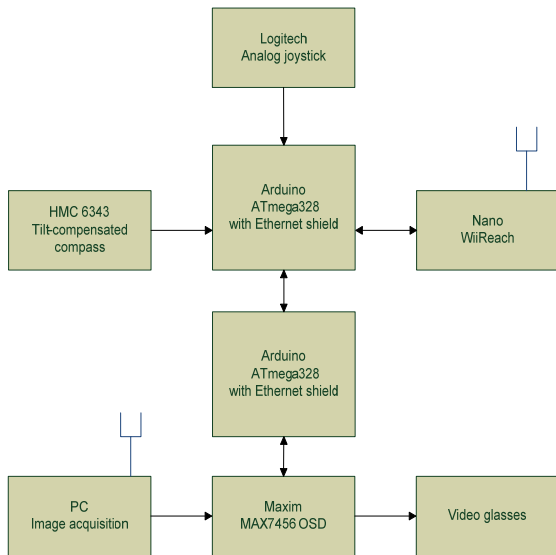 Logitech
Analog joystick
HMC 6343
Tilt-compensated
compass
Arduino
ATmega328
with Ethernet shield
Nano
WiiReach
Arduino
ATmega328
with Ethernet shield
PC
Image acquisition
Maxim
MAX7456 OSD
Video glasses